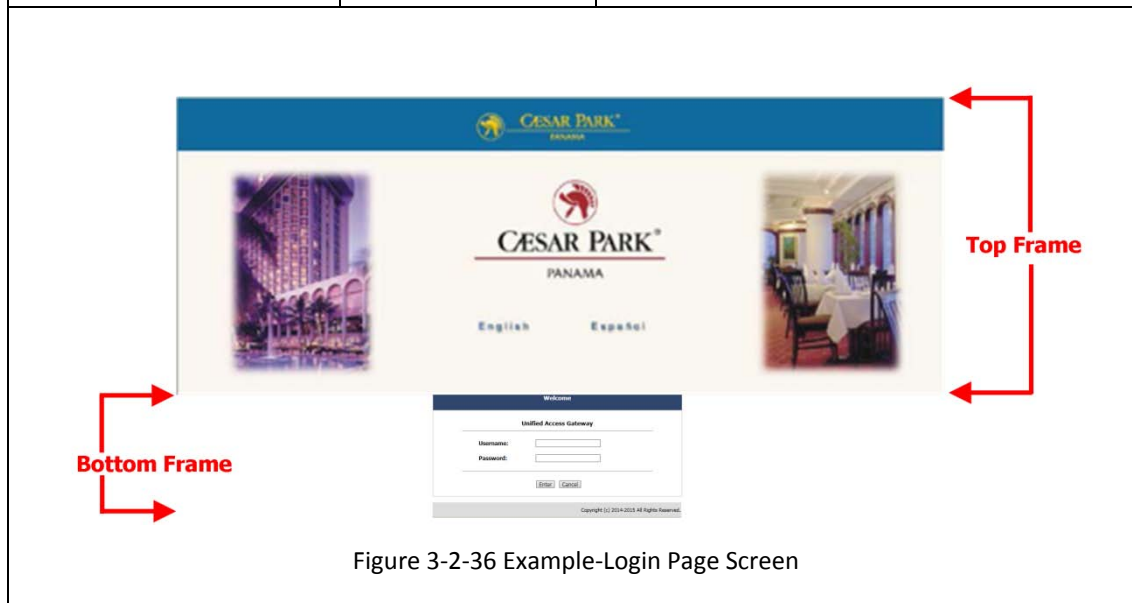 CÆSAR PARK®
PANAMA
CÆSAR PARK®
PANAMA
English Español
Top Frame
Welcome
Unified Access Gateway
Username:
Password:
Enter Cancel
Copyright (c) 2014-2015 All Rights Reserved.
Bottom Frame
Figure 3-2-36 Example-Login Page Screen